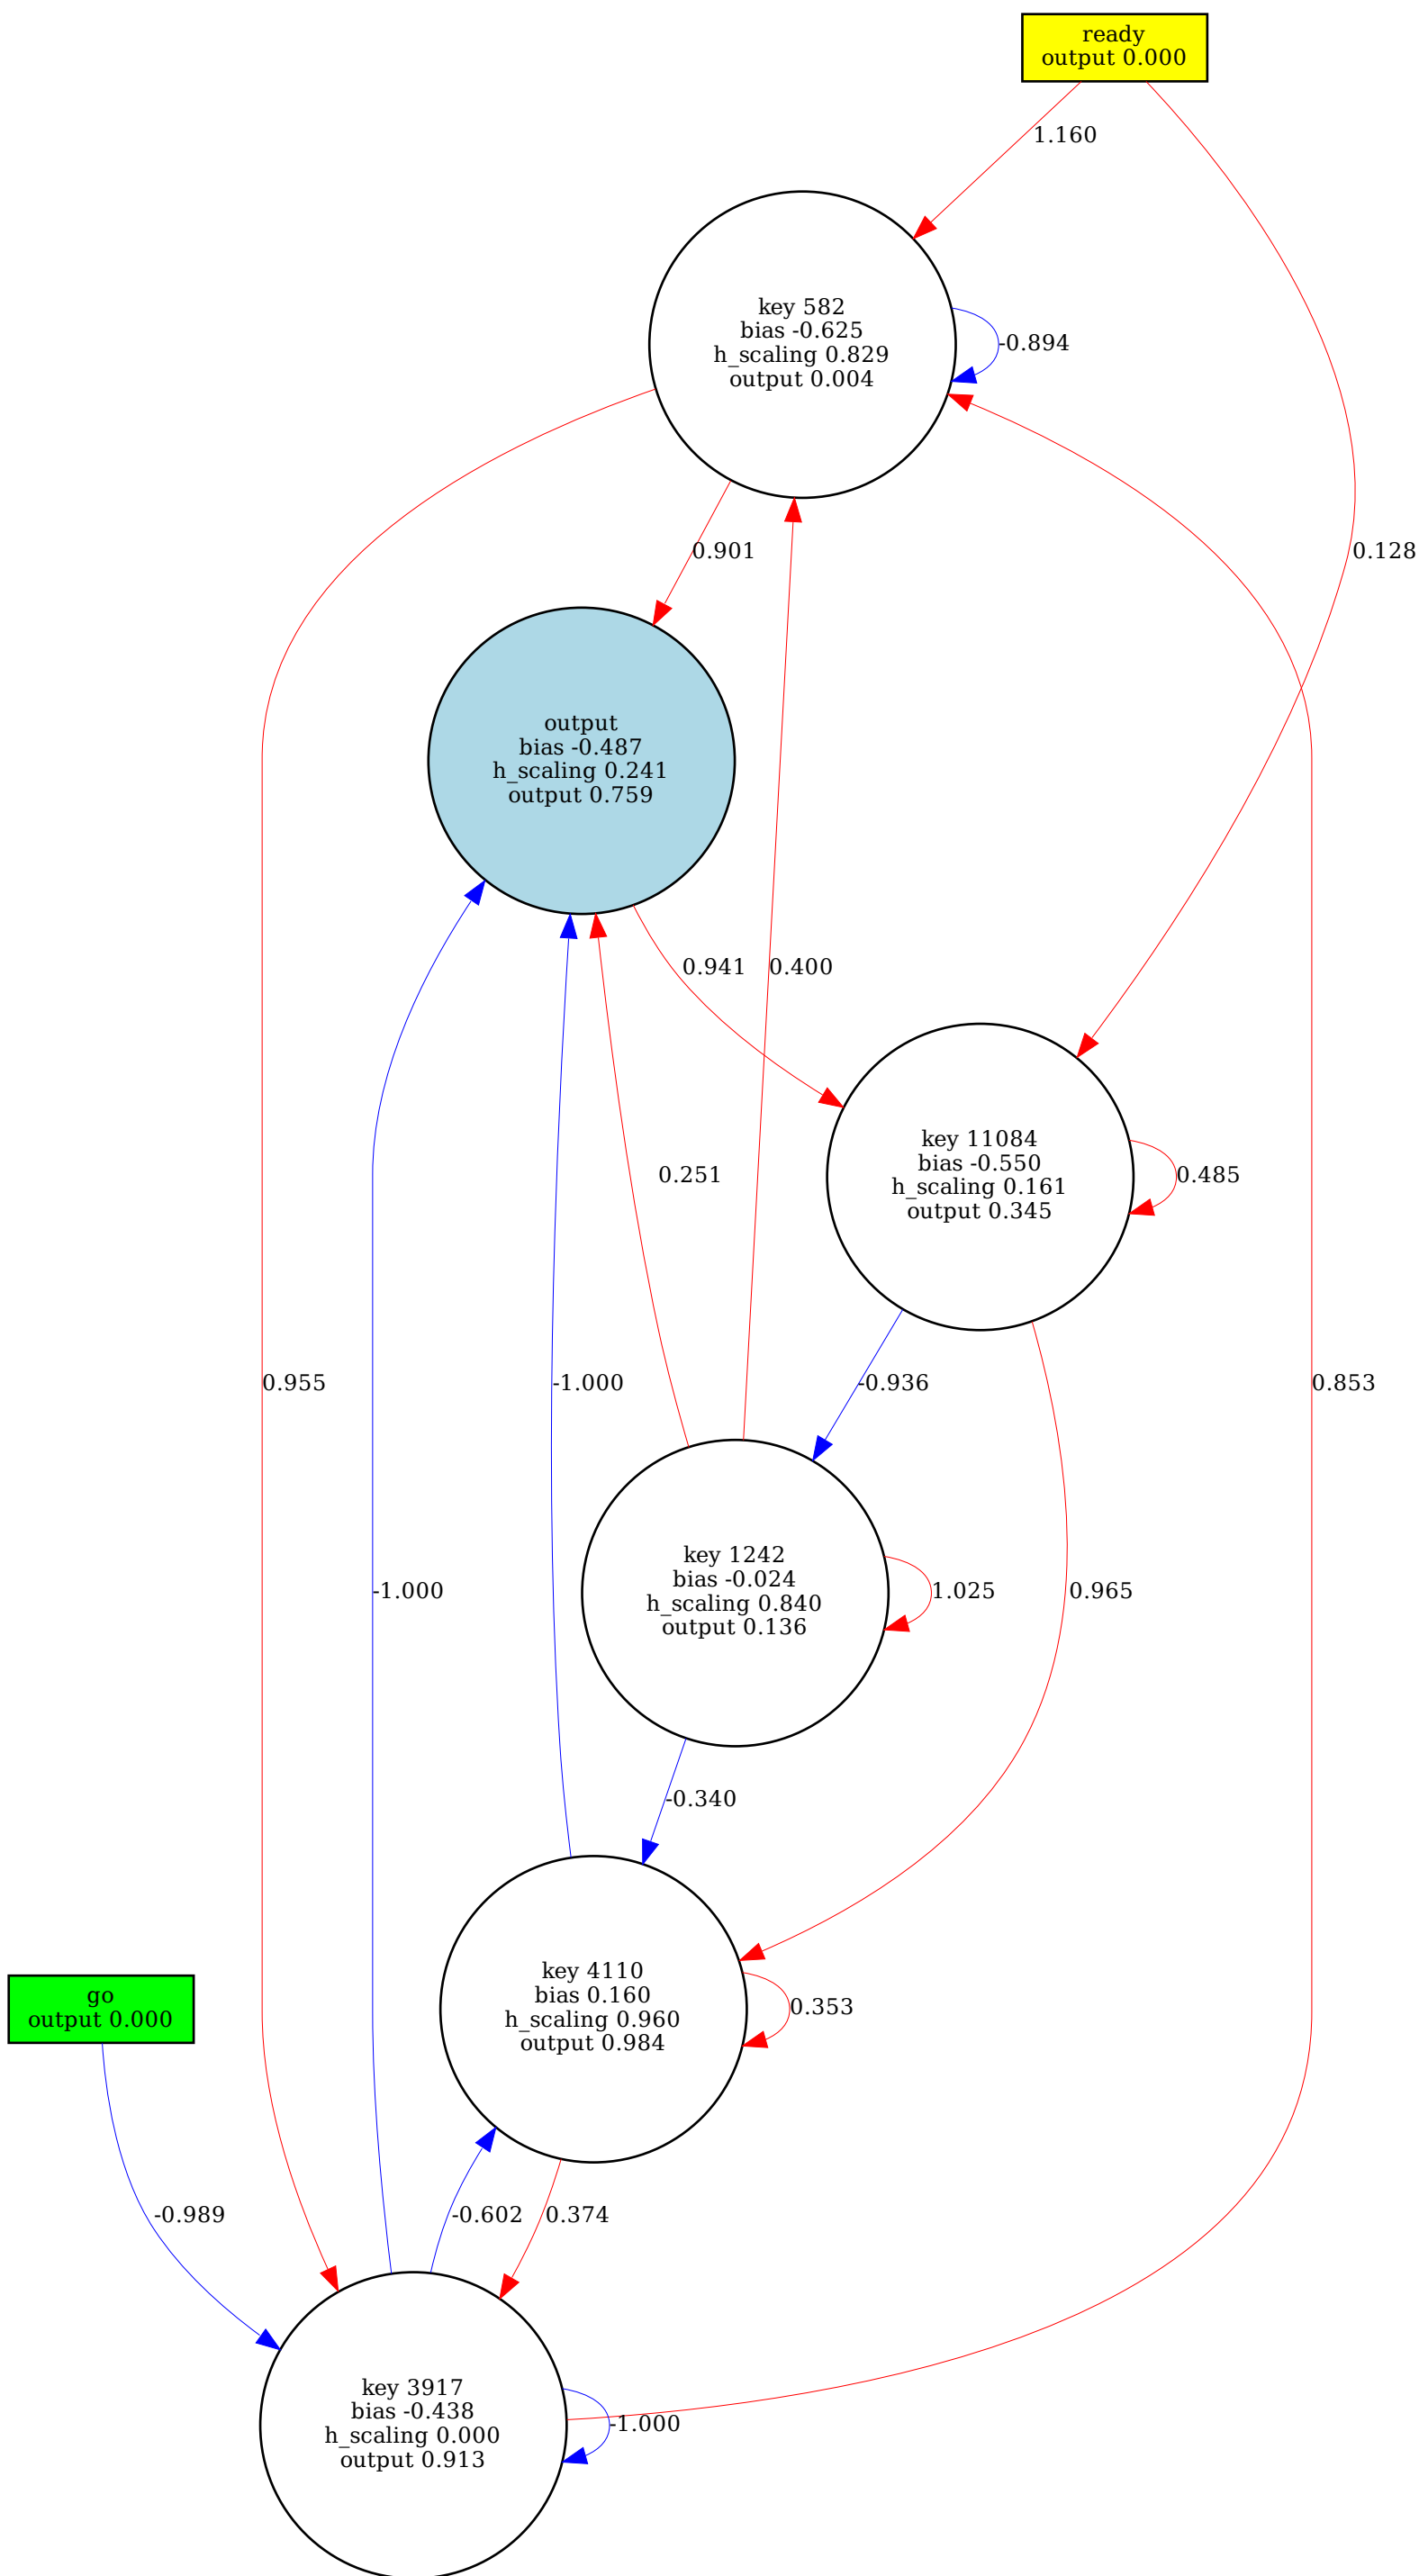 ready
output 0.000
1.160
key 582
bias -0.625
h_scaling 0.829
output 0.004
-0.894
0.901
0.128
output
bias -0.487
h_scaling 0.241
output 0.759
0.941
0.400
key 11084
bias -0.550
h_scaling 0.161
output 0.345
0.251
0.485
0.955
-1.000
-0.936
0.853
key 1242
bias -0.024
h_scaling 0.840
output 0.136
-1.000
1.025
0.965
-0.340
key 4110
bias 0.160
h_scaling 0.960
output 0.984
go
output 0.000
0.353
-0.989
-0.602
0.374
key 3917
bias -0.438
h_scaling 0.000
output 0.913
-1.000